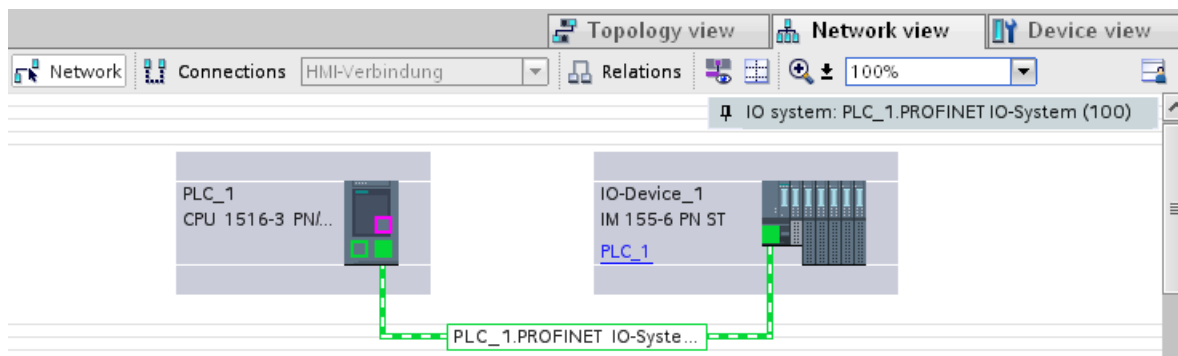 Topology view
Network view
Device view
Network
Connections
HMI-Verbindung
Relations
100%
IO system: PLC_1.PROFINET IO-System (100)
PLC_1
CPU 1516-3 PN/...
IO-Device_1
IM 155-6 PN ST
PLC_1
PLC_1.PROFINET IO-Syste...